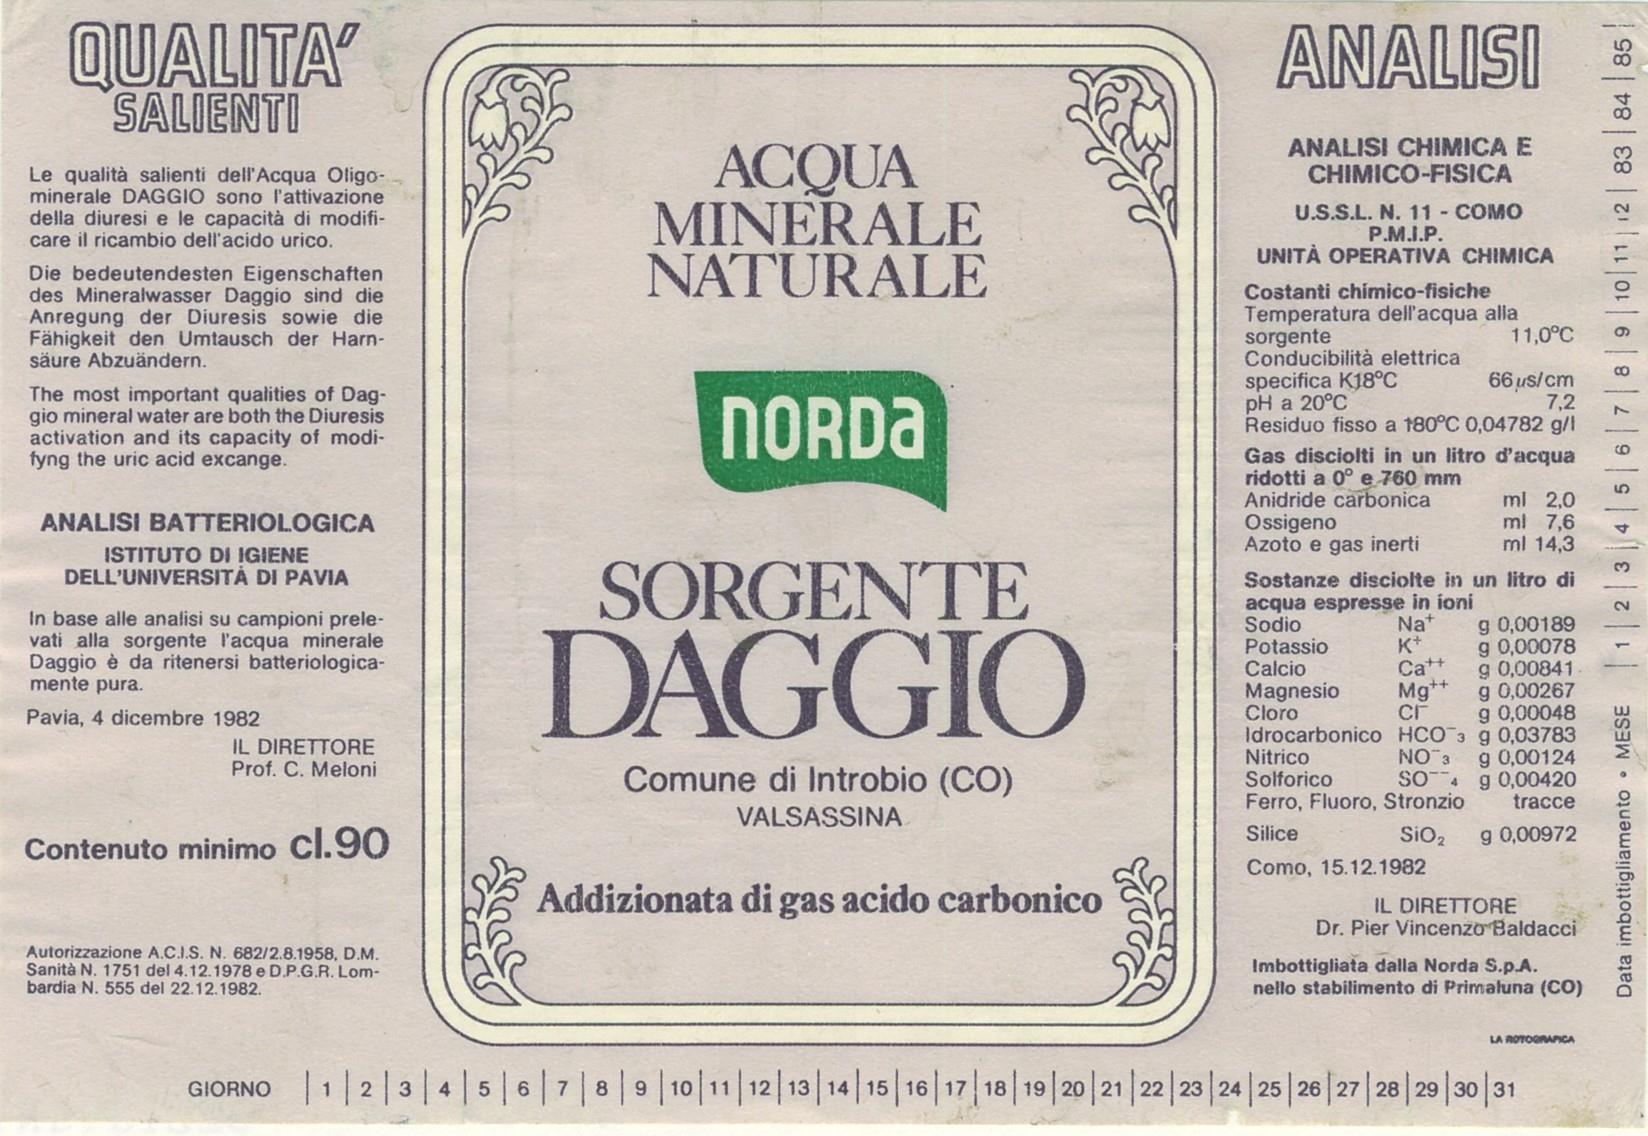 QUALITA'
SALIENTI
Le qualità salienti dell'Acqua Oligo-
minerale DAGGIO sono l'attivazione
della diuresi e le capacità di modifi-
care il ricambio dell'acido urico.
Die bedeutendesten Eigenschaften
des Mineralwasser Daggio sind die
Anregung der Diuresis sowie die
Fähigkeit den Umtausch der Harn-
säure Abzuändern.
The most important qualities of Dag-
gio mineral water are both the Diuresis
activation and its capacity of modi-
fyng the uric acid excange.
ANALISI BATTERIOLOGICA
ISTITUTO DI IGIENE
DELL'UNIVERSITÀ DI PAVIA
In base alle analisi su campioni prele-
vati alla sorgente l'acqua minerale
Daggio è da ritenersi batteriologica-
mente pura.
Pavia, 4 dicembre 1982
IL DIRETTORE
Prof. C. Meloni
Contenuto minimo cl.90
Autorizzazione A.C.I.S. N. 682/2.8.1958, D.M.
Sanità N. 1751 del 4.12.1978 e D.P.G.R. Lom-
bardia N. 555 del 22.12.1982.
ACQUA
MINERALE
NATURALE
NORDa
SORGENTE
DAGGIO
Comune di Introbio (CO)
VALSASSINA
Addizionata di gas acido carbonico
ANALISI
ANALISI CHIMICA E
CHIMICO-FISICA
U.S.S.L. N. 11 - COMO
P.M.I.P.
UNITÀ OPERATIVA CHIMICA
Costanti chimico-fisiche
Temperatura dell'acqua alla
sorgente 11,0°C
Conducibilità elettrica
specifica K18°C 66 µs/cm
pH a 20°C 7,2
Residuo fisso a 180°C 0,04782 g/l
Gas disciolti in un litro d'acqua
ridotti a 0° e 760 mm
Anidride carbonica ml 2,0
Ossigeno ml 7,6
Azoto e gas inerti ml 14,3
Sostanze disciolte in un litro di
acqua espresse in ioni
Sodio Na⁺ g 0,00189
Potassio K⁺ g 0,00078
Calcio Ca⁺⁺ g 0,00841
Magnesio Mg⁺⁺ g 0,00267
Cloro Cl⁻ g 0,00048
Idrocarbonico HCO⁻₃ g 0,03783
Nitrico NO⁻₃ g 0,00124
Solforico SO⁻⁻₄ g 0,00420
Ferro, Fluoro, Stronzio tracce
Silice SiO₂ g 0,00972
Como, 15.12.1982
IL DIRETTORE
Dr. Pier Vincenzo Baldacci
Imbottigliata dalla Norda S.p.A.
nello stabilimento di Primaluna (CO)
LA ROTOGRAFICA
Data imbottigliamento • MESE | 1 | 2 | 3 | 4 | 5 | 6 | 7 | 8 | 9 | 10 | 11 | 12 | 83 | 84 | 85 |
GIORNO | 1 | 2 | 3 | 4 | 5 | 6 | 7 | 8 | 9 | 10 | 11 | 12 | 13 | 14 | 15 | 16 | 17 | 18 | 19 | 20 | 21 | 22 | 23 | 24 | 25 | 26 | 27 | 28 | 29 | 30 | 31